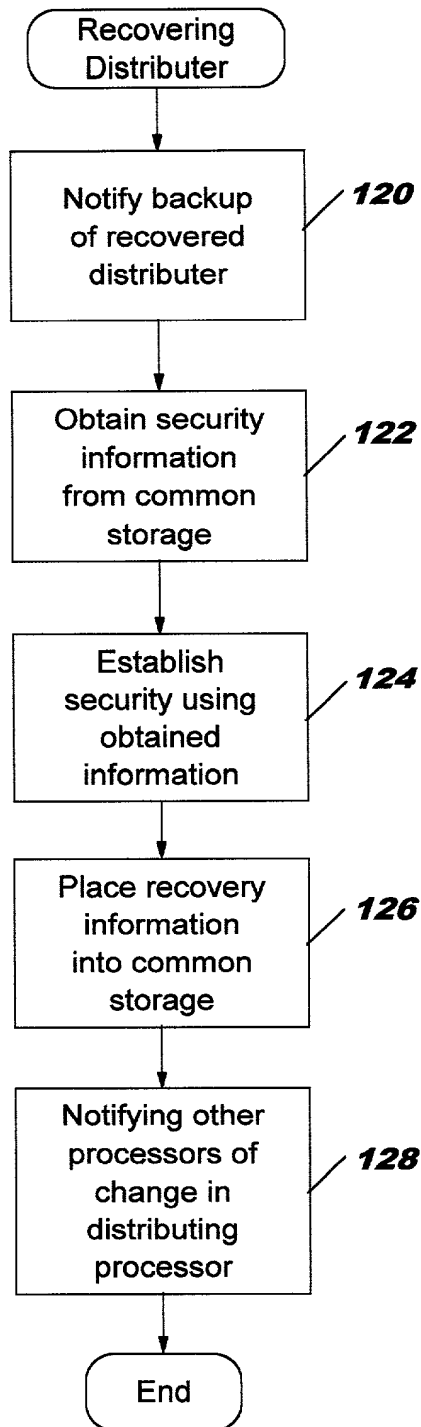 Recovering
Distributer
Notify backup
of recovered
distributer
120
Obtain security
information
from common
storage
122
Establish
security using
obtained
information
124
Place recovery
information
into common
storage
126
Notifying other
processors of
change in
distributing
processor
128
End